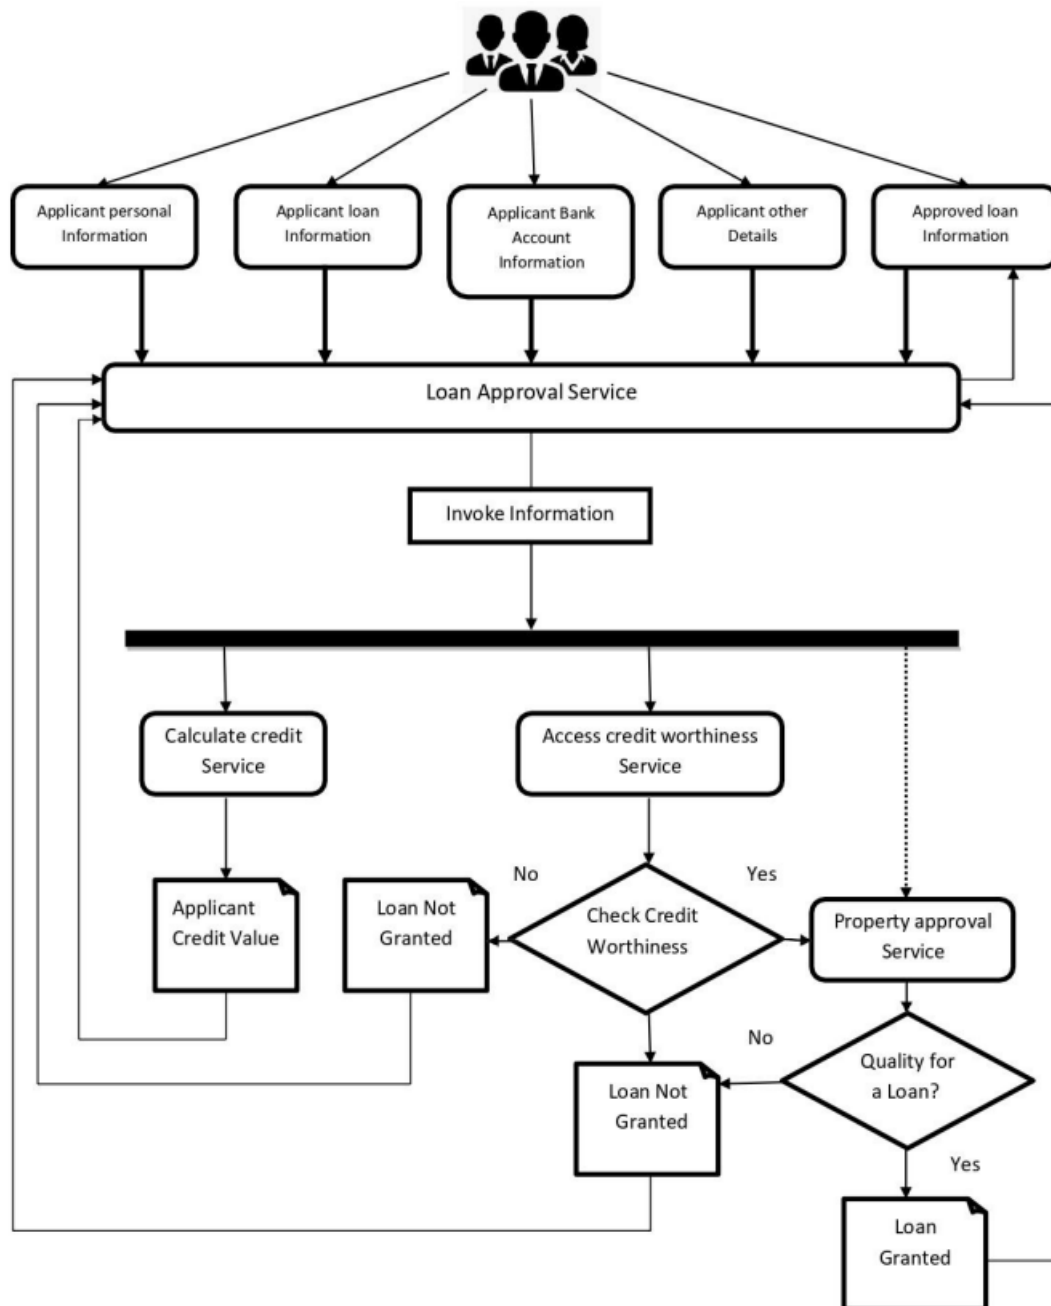 Applicant personal
Information
Applicant loan
Information
Applicant Bank
Account
Information
Applicant other
Details
Approved loan
Information
Loan Approval Service
Invoke Information
Calculate credit
Service
Access credit worthiness
Service
No
Yes
Applicant
Credit Value
Loan Not
Granted
Check Credit
Worthiness
Property approval
Service
No
Loan Not
Granted
Quality for
a Loan?
Yes
Loan
Granted